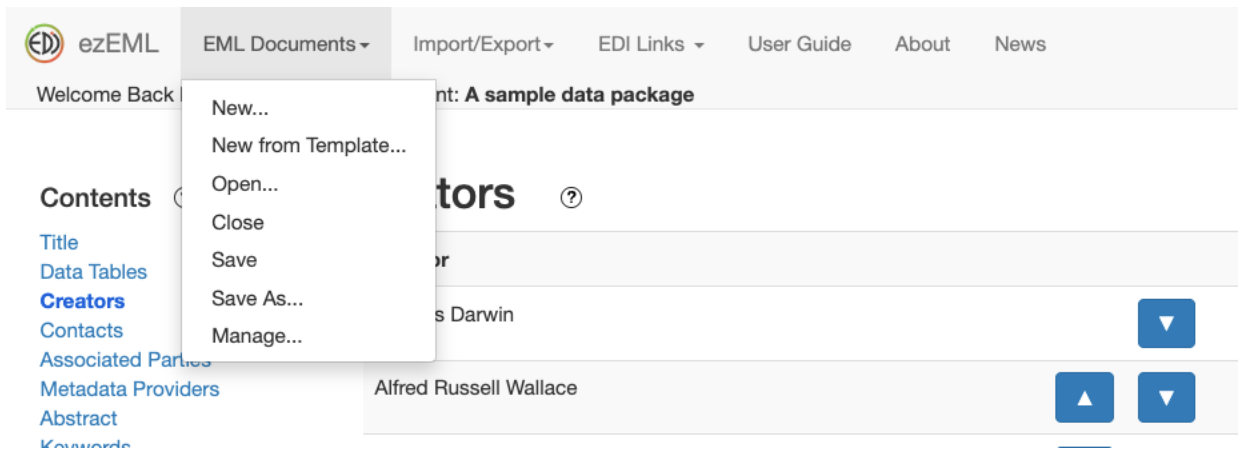 EDI ezEML EML Documents Import/Export EDI Links User Guide About News
Welcome Back nt: A sample data package
New...
New from Template...
Open...
Close
Save
Save As...
Manage...
Contents ? tors ?
Title
Data Tables
Creators
Contacts
Associated Parties
Metadata Providers
Abstract
Keywords
or
s Darwin
Alfred Russell Wallace